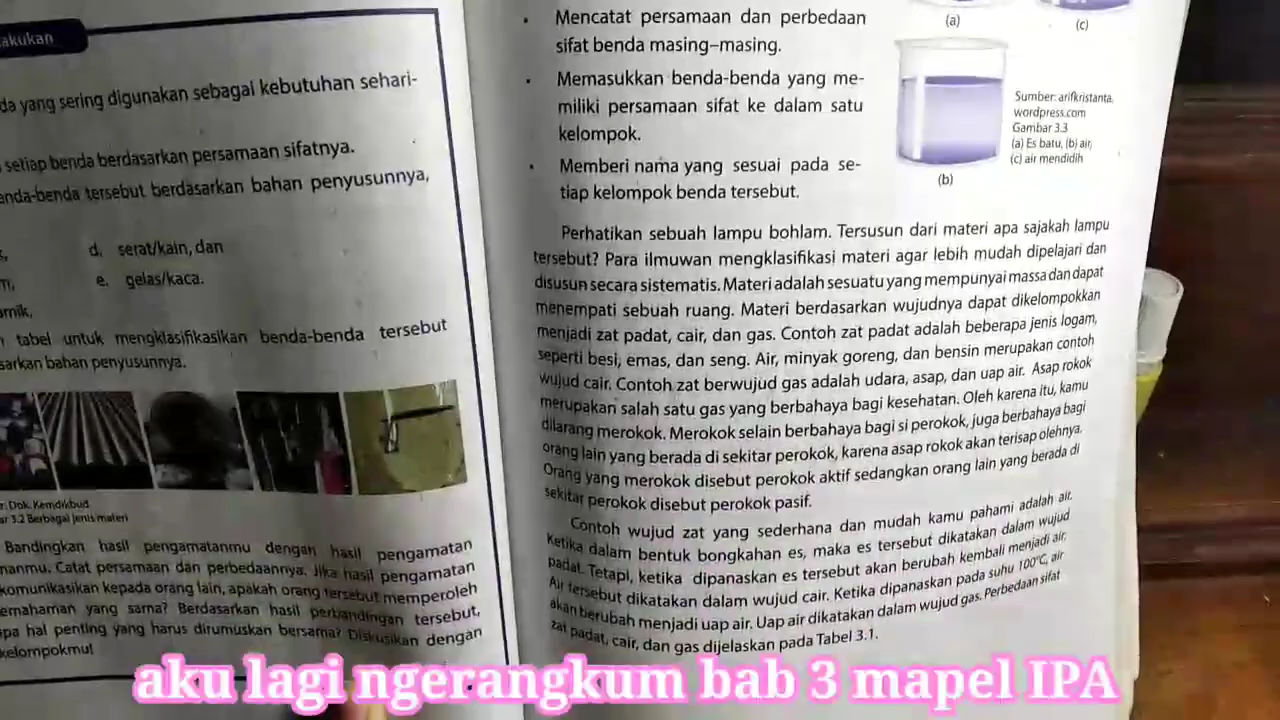 akukan
da yang sering digunakan sebagai kebutuhan sehari-
setiap benda berdasarkan persamaan sifatnya.
enda-benda tersebut berdasarkan bahan penyusunnya,
d. serat/kain, dan
e. gelas/kaca.
amik,
tabel untuk mengklasifikasikan benda-benda tersebut
sarkan bahan penyusunnya.
r: Dok. Kemdikbud
ar 3.2 Berbagai jenis materi
Bandingkan hasil pengamatanmu dengan hasil pengamatan
manmu. Catat persamaan dan perbedaannya. Jika hasil pengamatan
komunikasikan kepada orang lain, apakah orang tersebut memperoleh
emahaman yang sama? Berdasarkan hasil perbandingan tersebut,
apa hal penting yang harus dirumuskan bersama? Diskusikan dengan
kelompokmu!
• Mencatat persamaan dan perbedaan
sifat benda masing–masing.
• Memasukkan benda-benda yang me-
miliki persamaan sifat ke dalam satu
kelompok.
• Memberi nama yang sesuai pada se-
tiap kelompok benda tersebut.
(a)
(c)
(b)
Sumber: arifkristanta.
wordpress.com
Gambar 3.3
(a) Es batu, (b) air,
(c) air mendidih
Perhatikan sebuah lampu bohlam. Tersusun dari materi apa sajakah lampu
tersebut? Para ilmuwan mengklasifikasi materi agar lebih mudah dipelajari dan
disusun secara sistematis. Materi adalah sesuatu yang mempunyai massa dan dapat
menempati sebuah ruang. Materi berdasarkan wujudnya dapat dikelompokkan
menjadi zat padat, cair, dan gas. Contoh zat padat adalah beberapa jenis logam,
seperti besi, emas, dan seng. Air, minyak goreng, dan bensin merupakan contoh
wujud cair. Contoh zat berwujud gas adalah udara, asap, dan uap air. Asap rokok
merupakan salah satu gas yang berbahaya bagi kesehatan. Oleh karena itu, kamu
dilarang merokok. Merokok selain berbahaya bagi si perokok, juga berbahaya bagi
orang lain yang berada di sekitar perokok, karena asap rokok akan terisap olehnya.
Orang yang merokok disebut perokok aktif sedangkan orang lain yang berada di
sekitar perokok disebut perokok pasif.
Contoh wujud zat yang sederhana dan mudah kamu pahami adalah air.
Ketika dalam bentuk bongkahan es, maka es tersebut dikatakan dalam wujud
padat. Tetapi, ketika dipanaskan es tersebut akan berubah kembali menjadi air.
Air tersebut dikatakan dalam wujud cair. Ketika dipanaskan pada suhu 100°C, air
akan berubah menjadi uap air. Uap air dikatakan dalam wujud gas. Perbedaan sifat
zat padat, cair, dan gas dijelaskan pada Tabel 3.1.
aku lagi ngerangkum bab 3 mapel IPA